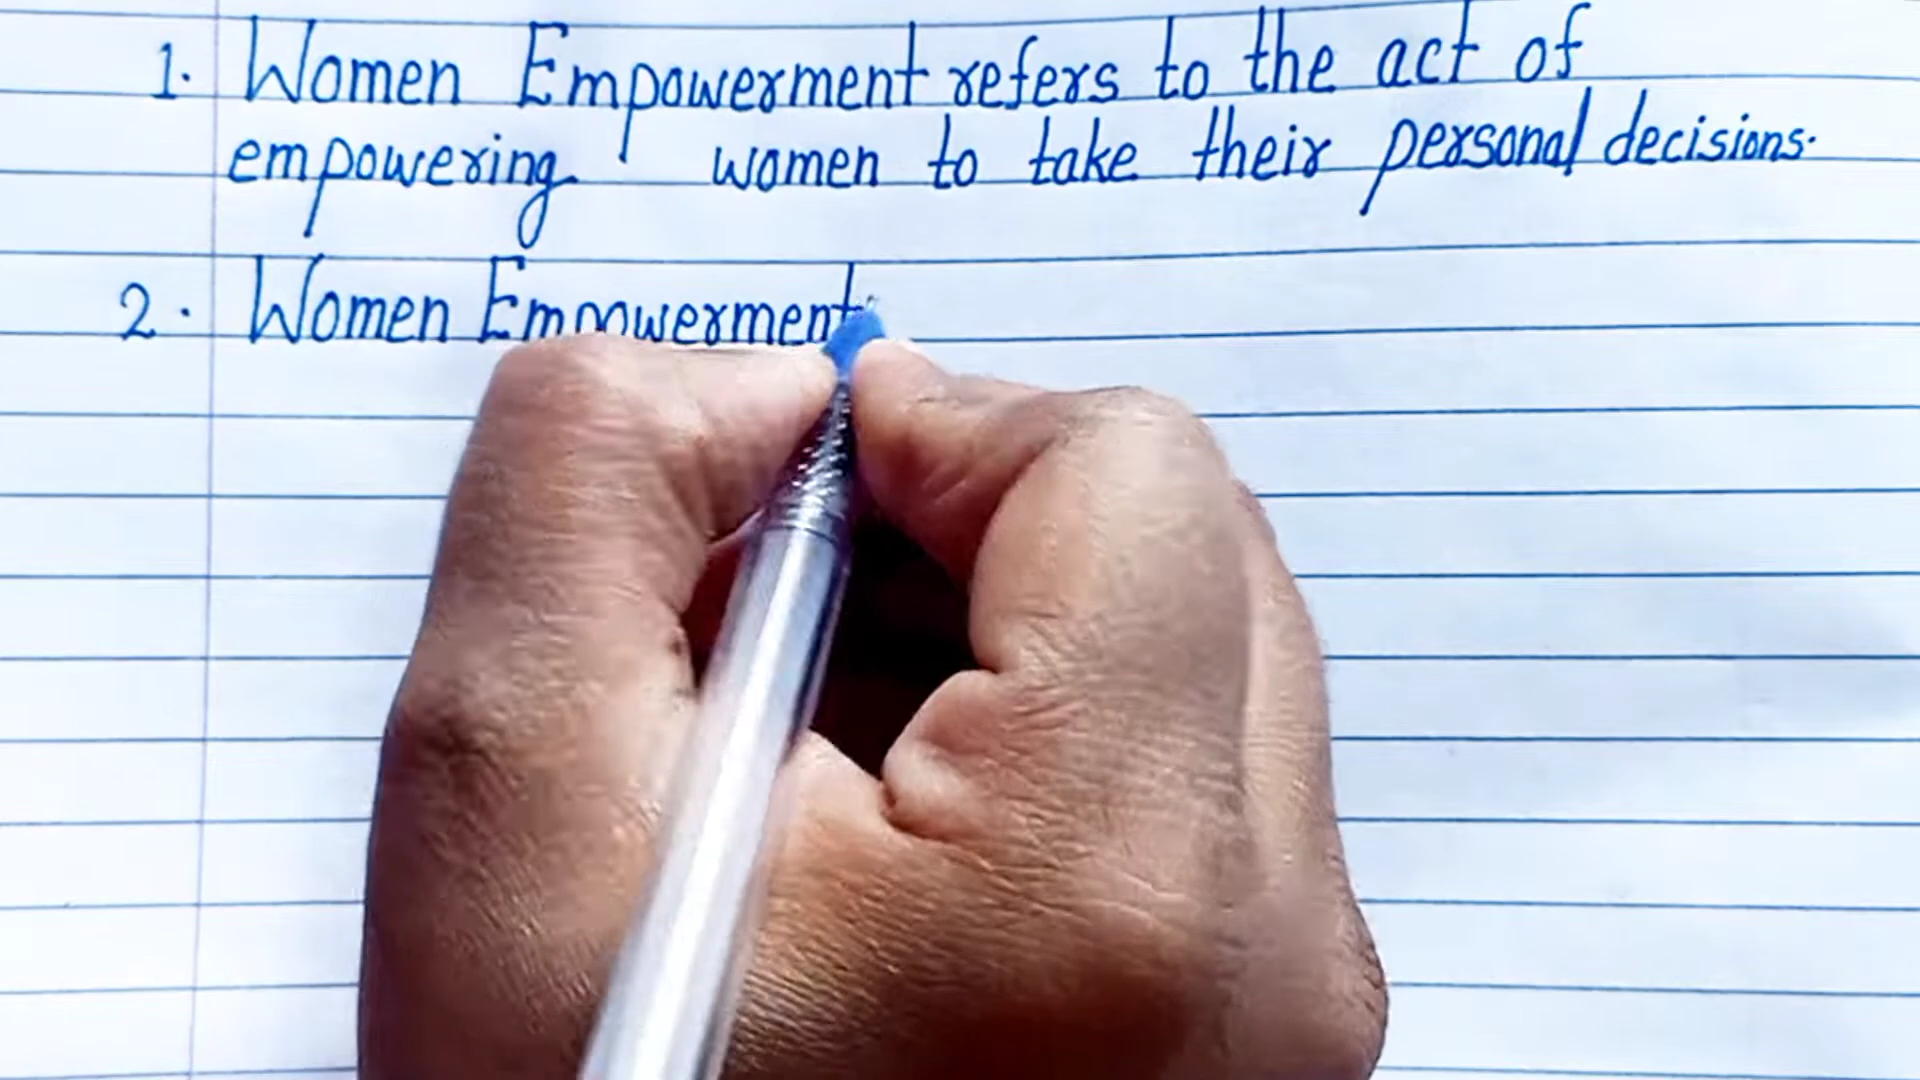 1. Women Empowerment refers to the act of
empowering women to take their personal decisions.
2. Women Empowerment